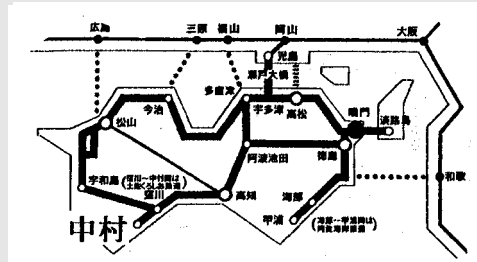 広島
三原
福山
岡山
大阪
児島
瀬戸大橋
今治
多度津
宇多津
高松
鳴門
淡路島
松山
阿波池田
徳島
宇和島
(窪川～中村間は
土佐くろしお鉄道)
窪川
高知
海部
甲浦
(海部～甲浦間は
阿佐海岸鉄道)
和歌
中村